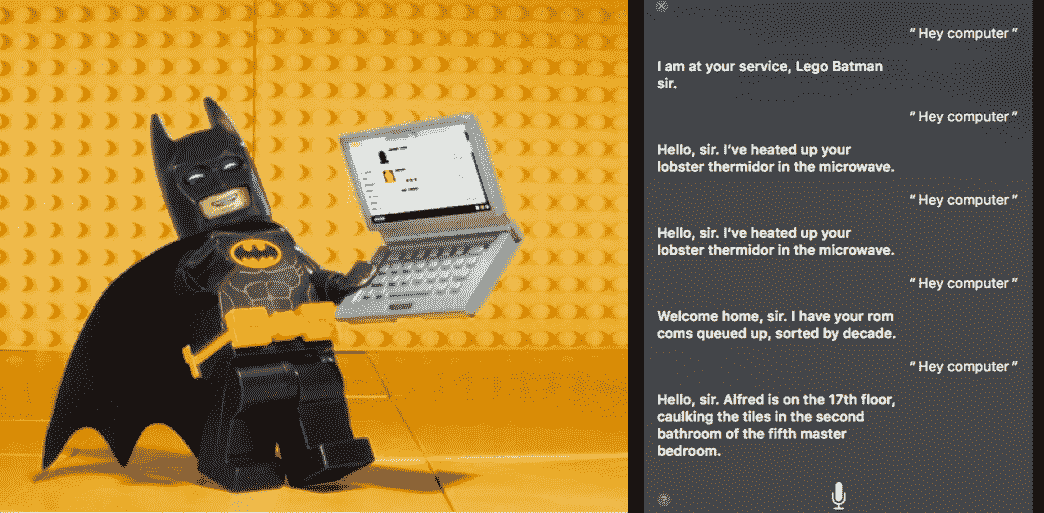 “ Hey computer ”
I am at your service, Lego Batman
sir.
“ Hey computer ”
Hello, sir. I've heated up your
lobster thermidor in the microwave.
“ Hey computer ”
Hello, sir. I've heated up your
lobster thermidor in the microwave.
“ Hey computer ”
Welcome home, sir. I have your rom
coms queued up, sorted by decade.
“ Hey computer ”
Hello, sir. Alfred is on the 17th floor,
caulking the tiles in the second
bathroom of the fifth master
bedroom.